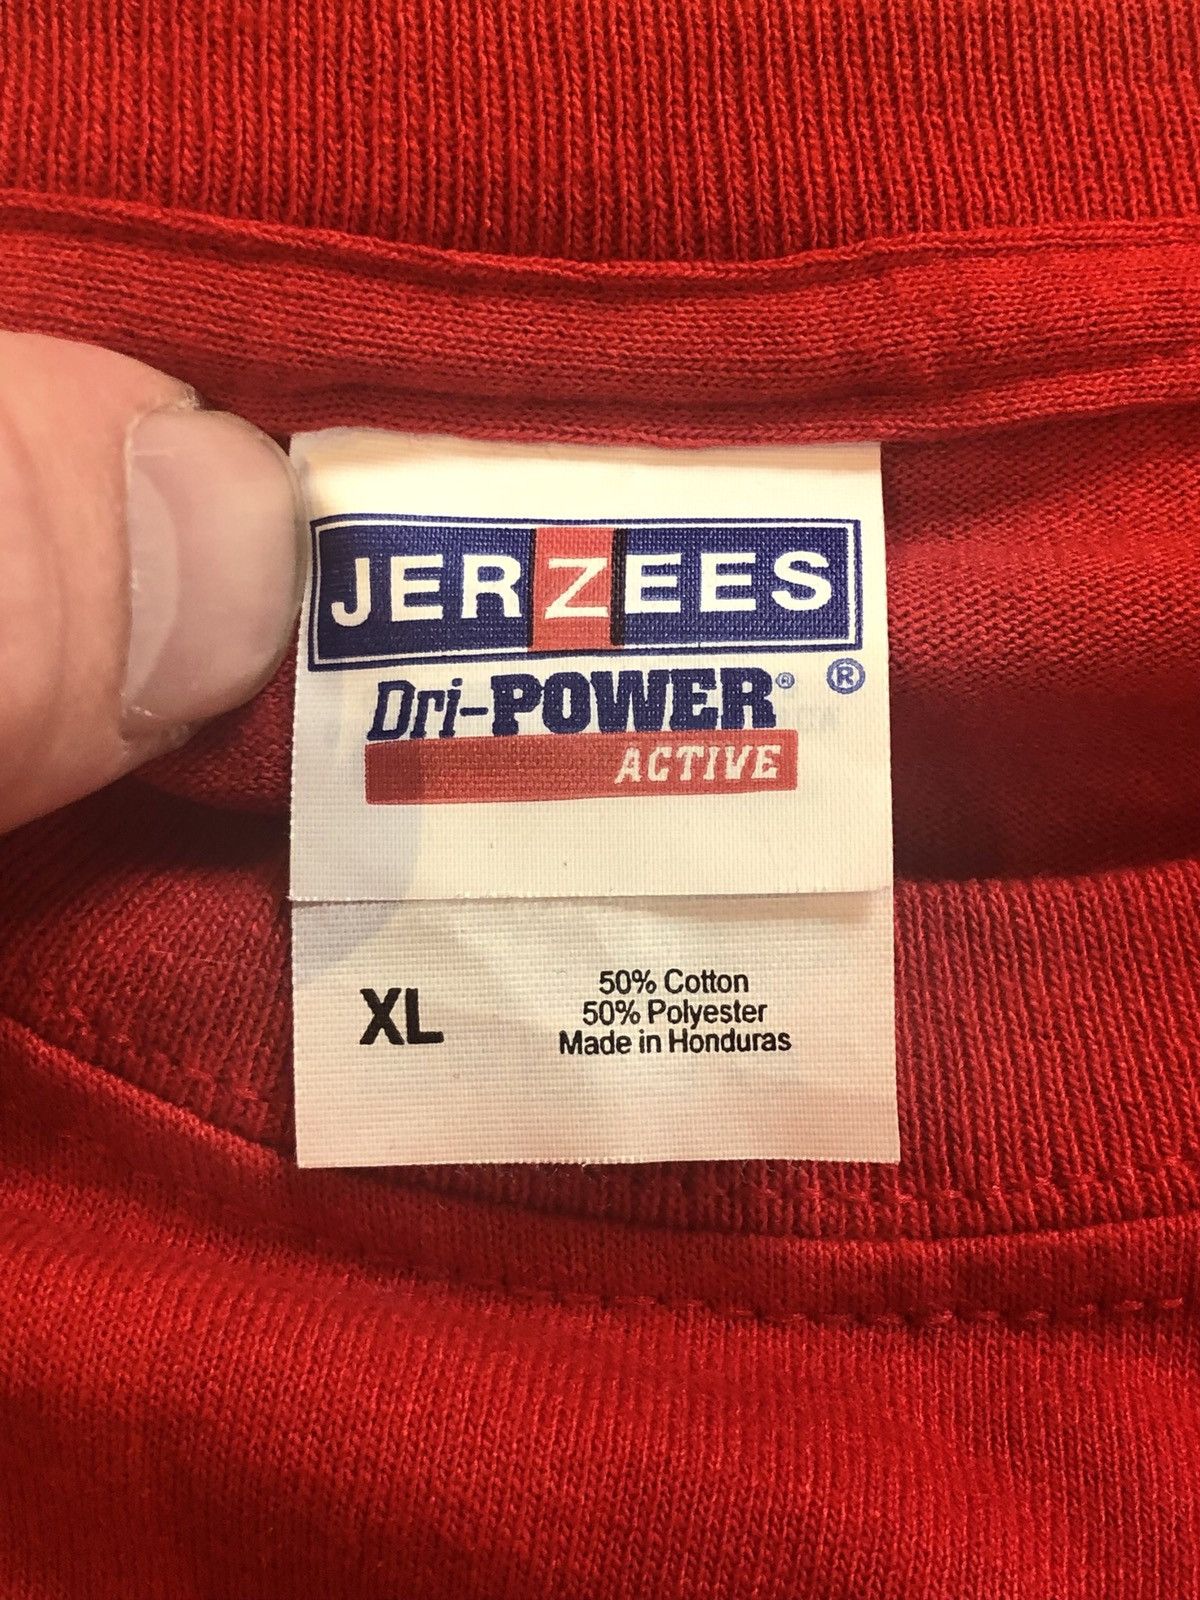 JERZEES
Dri-POWER® ®
ACTIVE
XL
50% Cotton
50% Polyester
Made in Honduras